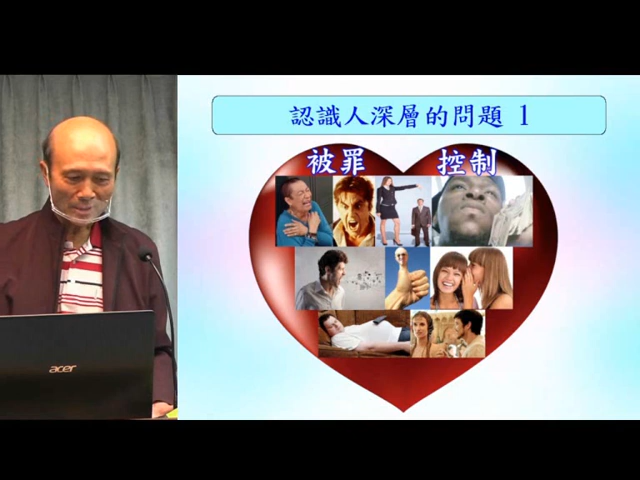 認識人深層的問題 1
被罪 控制
acer